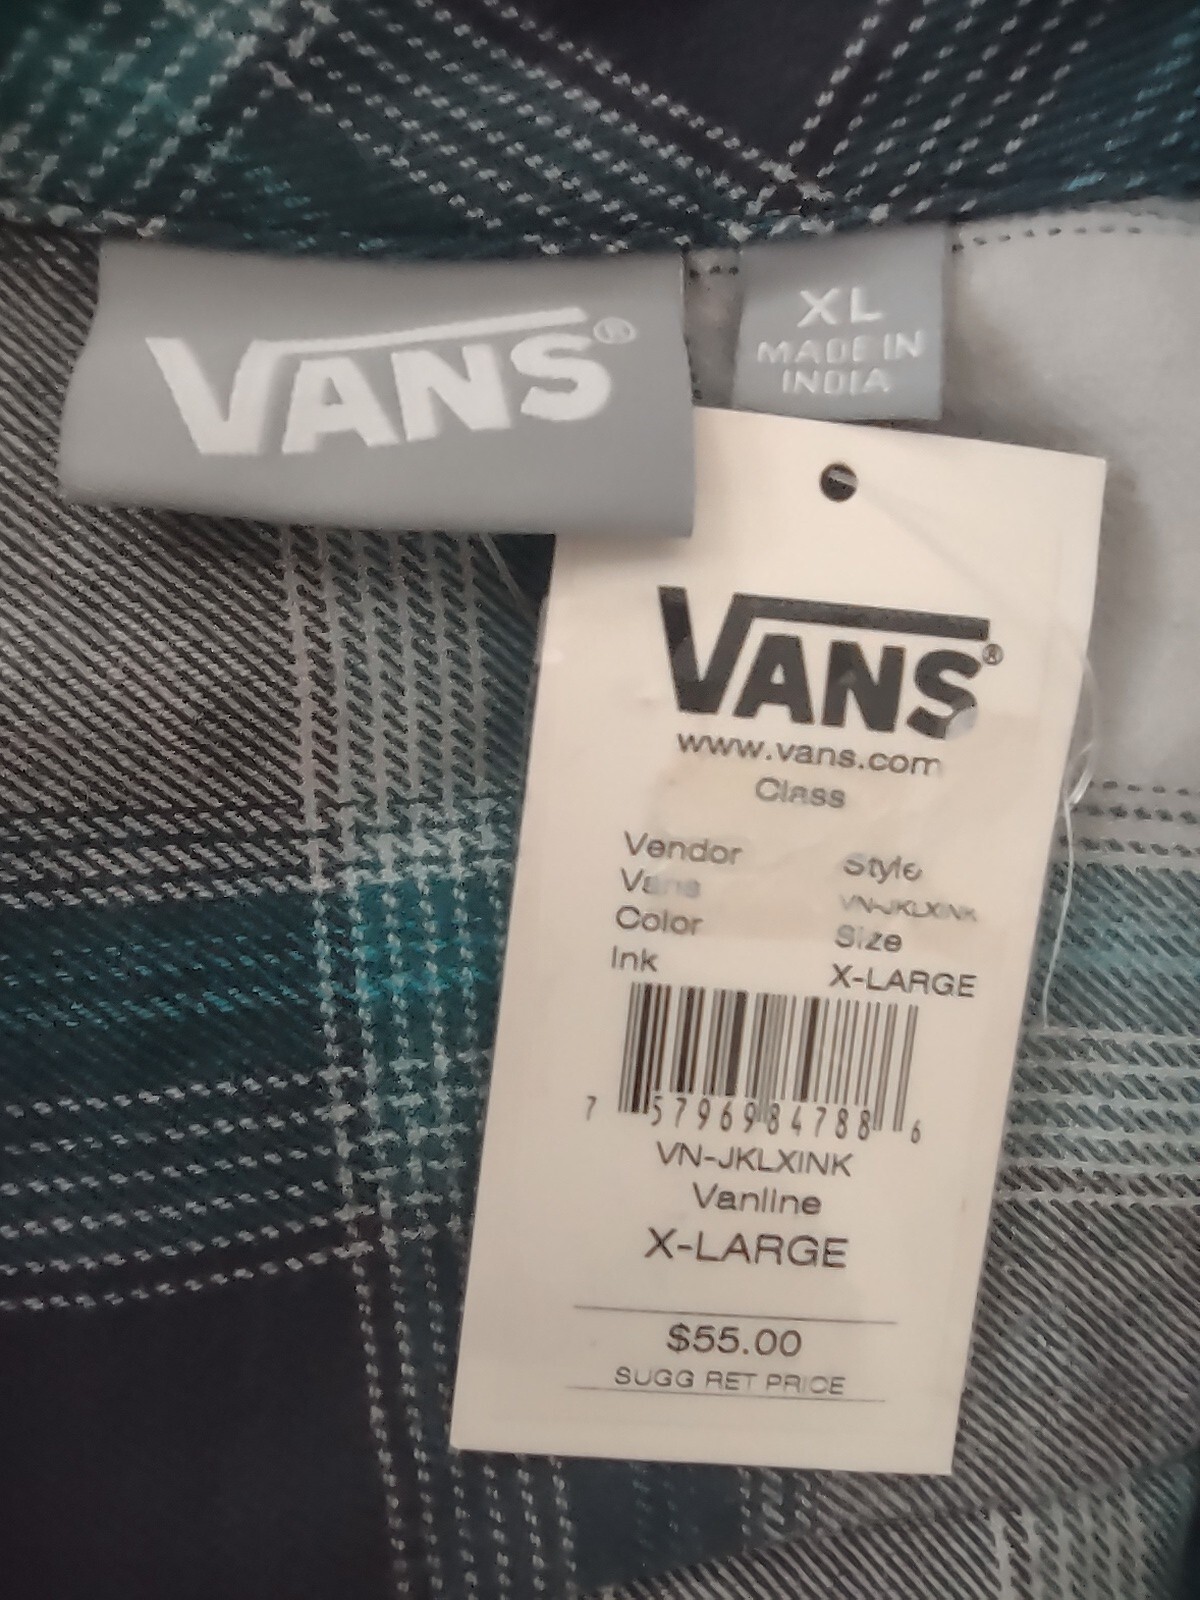 VANS®
XL
MADE IN
INDIA
VANS®
www.vans.com
Class
Vendor Style
Vans VN-JKLXINK
Color Size
Ink X-LARGE
7 57969 84788 6
VN-JKLXINK
Vanline
X-LARGE
$55.00
SUGG RET PRICE